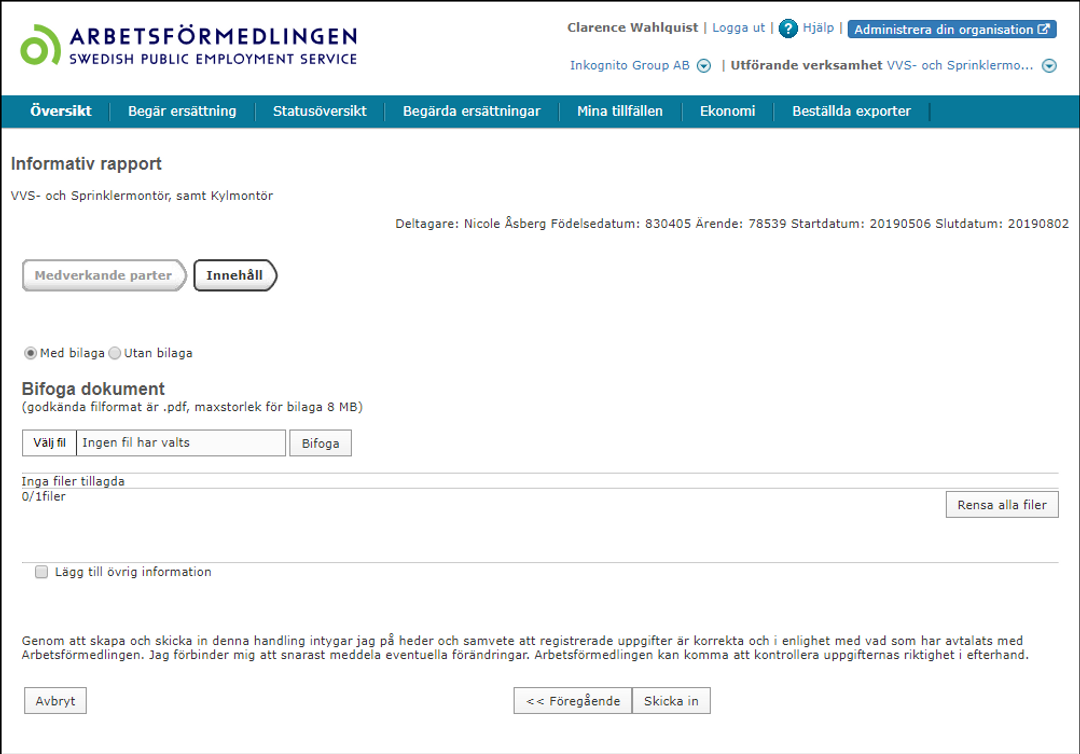 ARBETSFÖRMEDLINGEN
SWEDISH PUBLIC EMPLOYMENT SERVICE
Clarence Wahlquist | Logga ut | ? Hjälp | Administrera din organisation
Inkognito Group AB | Utförande verksamhet VVS- och Sprinklermo...
Översikt Begär ersättning Statusöversikt Begärda ersättningar Mina tillfällen Ekonomi Beställda exporter
Informativ rapport
VVS- och Sprinklermontör, samt Kylmontör
Deltagare: Nicole Åsberg Födelsedatum: 830405 Ärende: 78539 Startdatum: 20190506 Slutdatum: 20190802
Medverkande parter Innehåll
Med bilaga Utan bilaga
Bifoga dokument
(godkända filformat är .pdf, maxstorlek för bilaga 8 MB)
Välj fil Ingen fil har valts Bifoga
Inga filer tillagda
0/1filer
Rensa alla filer
Lägg till övrig information
Genom att skapa och skicka in denna handling intygar jag på heder och samvete att registrerade uppgifter är korrekta och i enlighet med vad som har avtalats med
Arbetsförmedlingen. Jag förbinder mig att snarast meddela eventuella förändringar. Arbetsförmedlingen kan komma att kontrollera uppgifternas riktighet i efterhand.
Avbryt << Föregående Skicka in